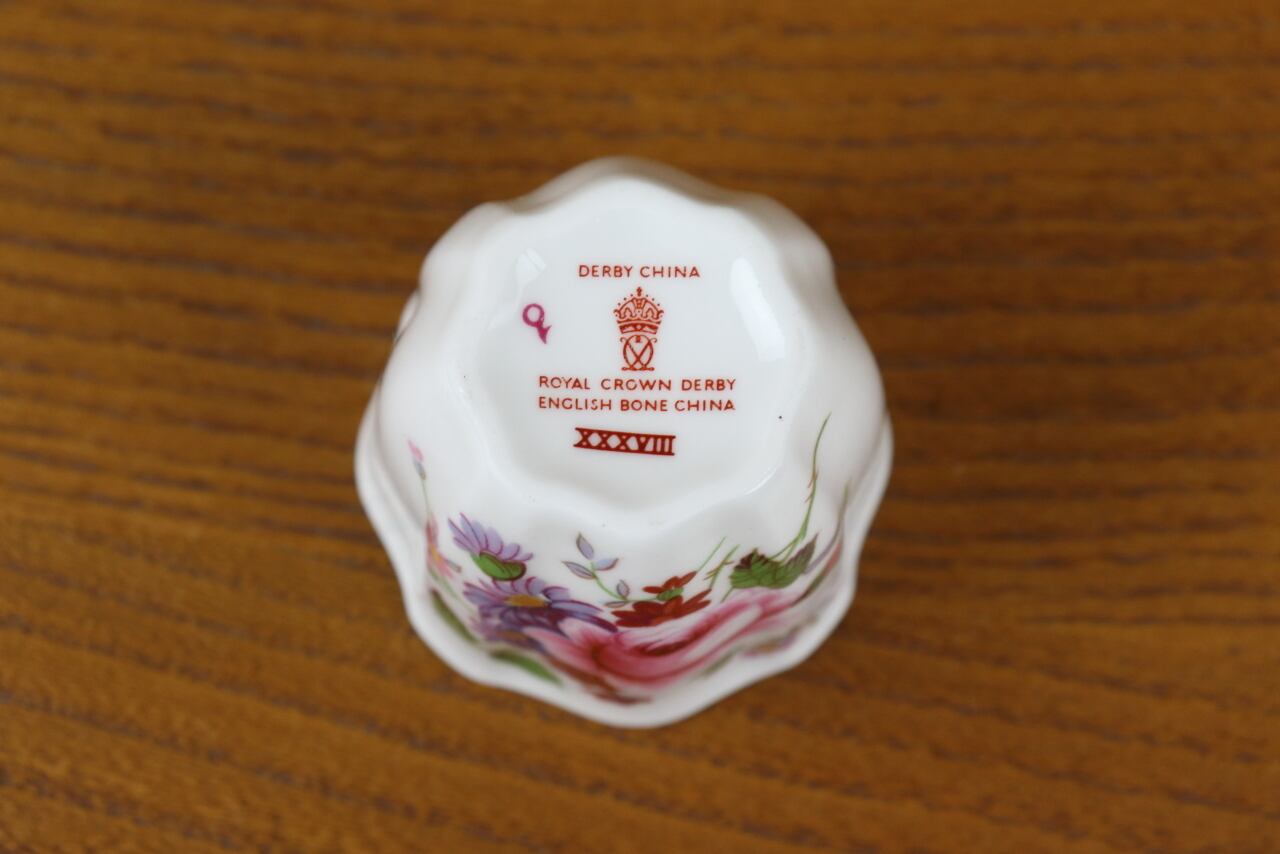 DERBY CHINA
ROYAL CROWN DERBY
ENGLISH BONE CHINA
XXXVIII